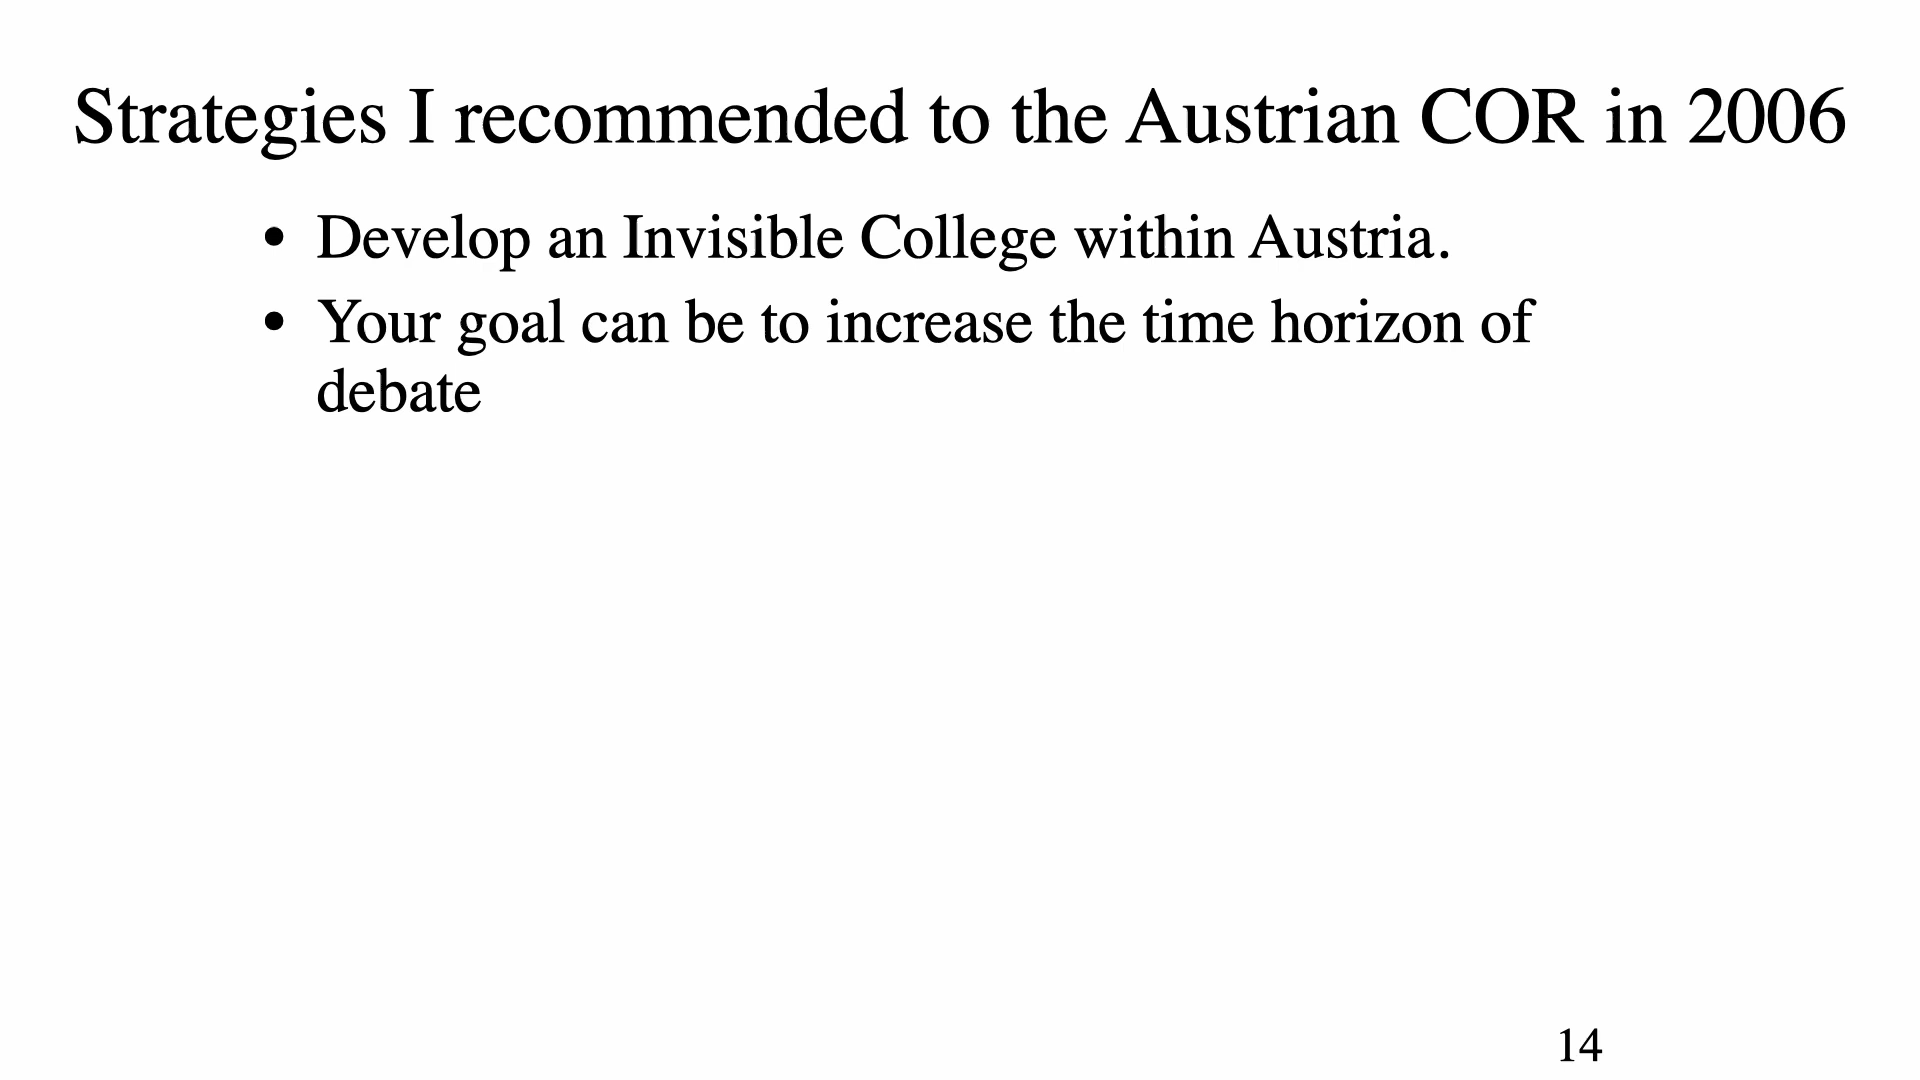 Strategies I recommended to the Austrian COR in 2006
• Develop an Invisible College within Austria.
• Your goal can be to increase the time horizon of
debate
14